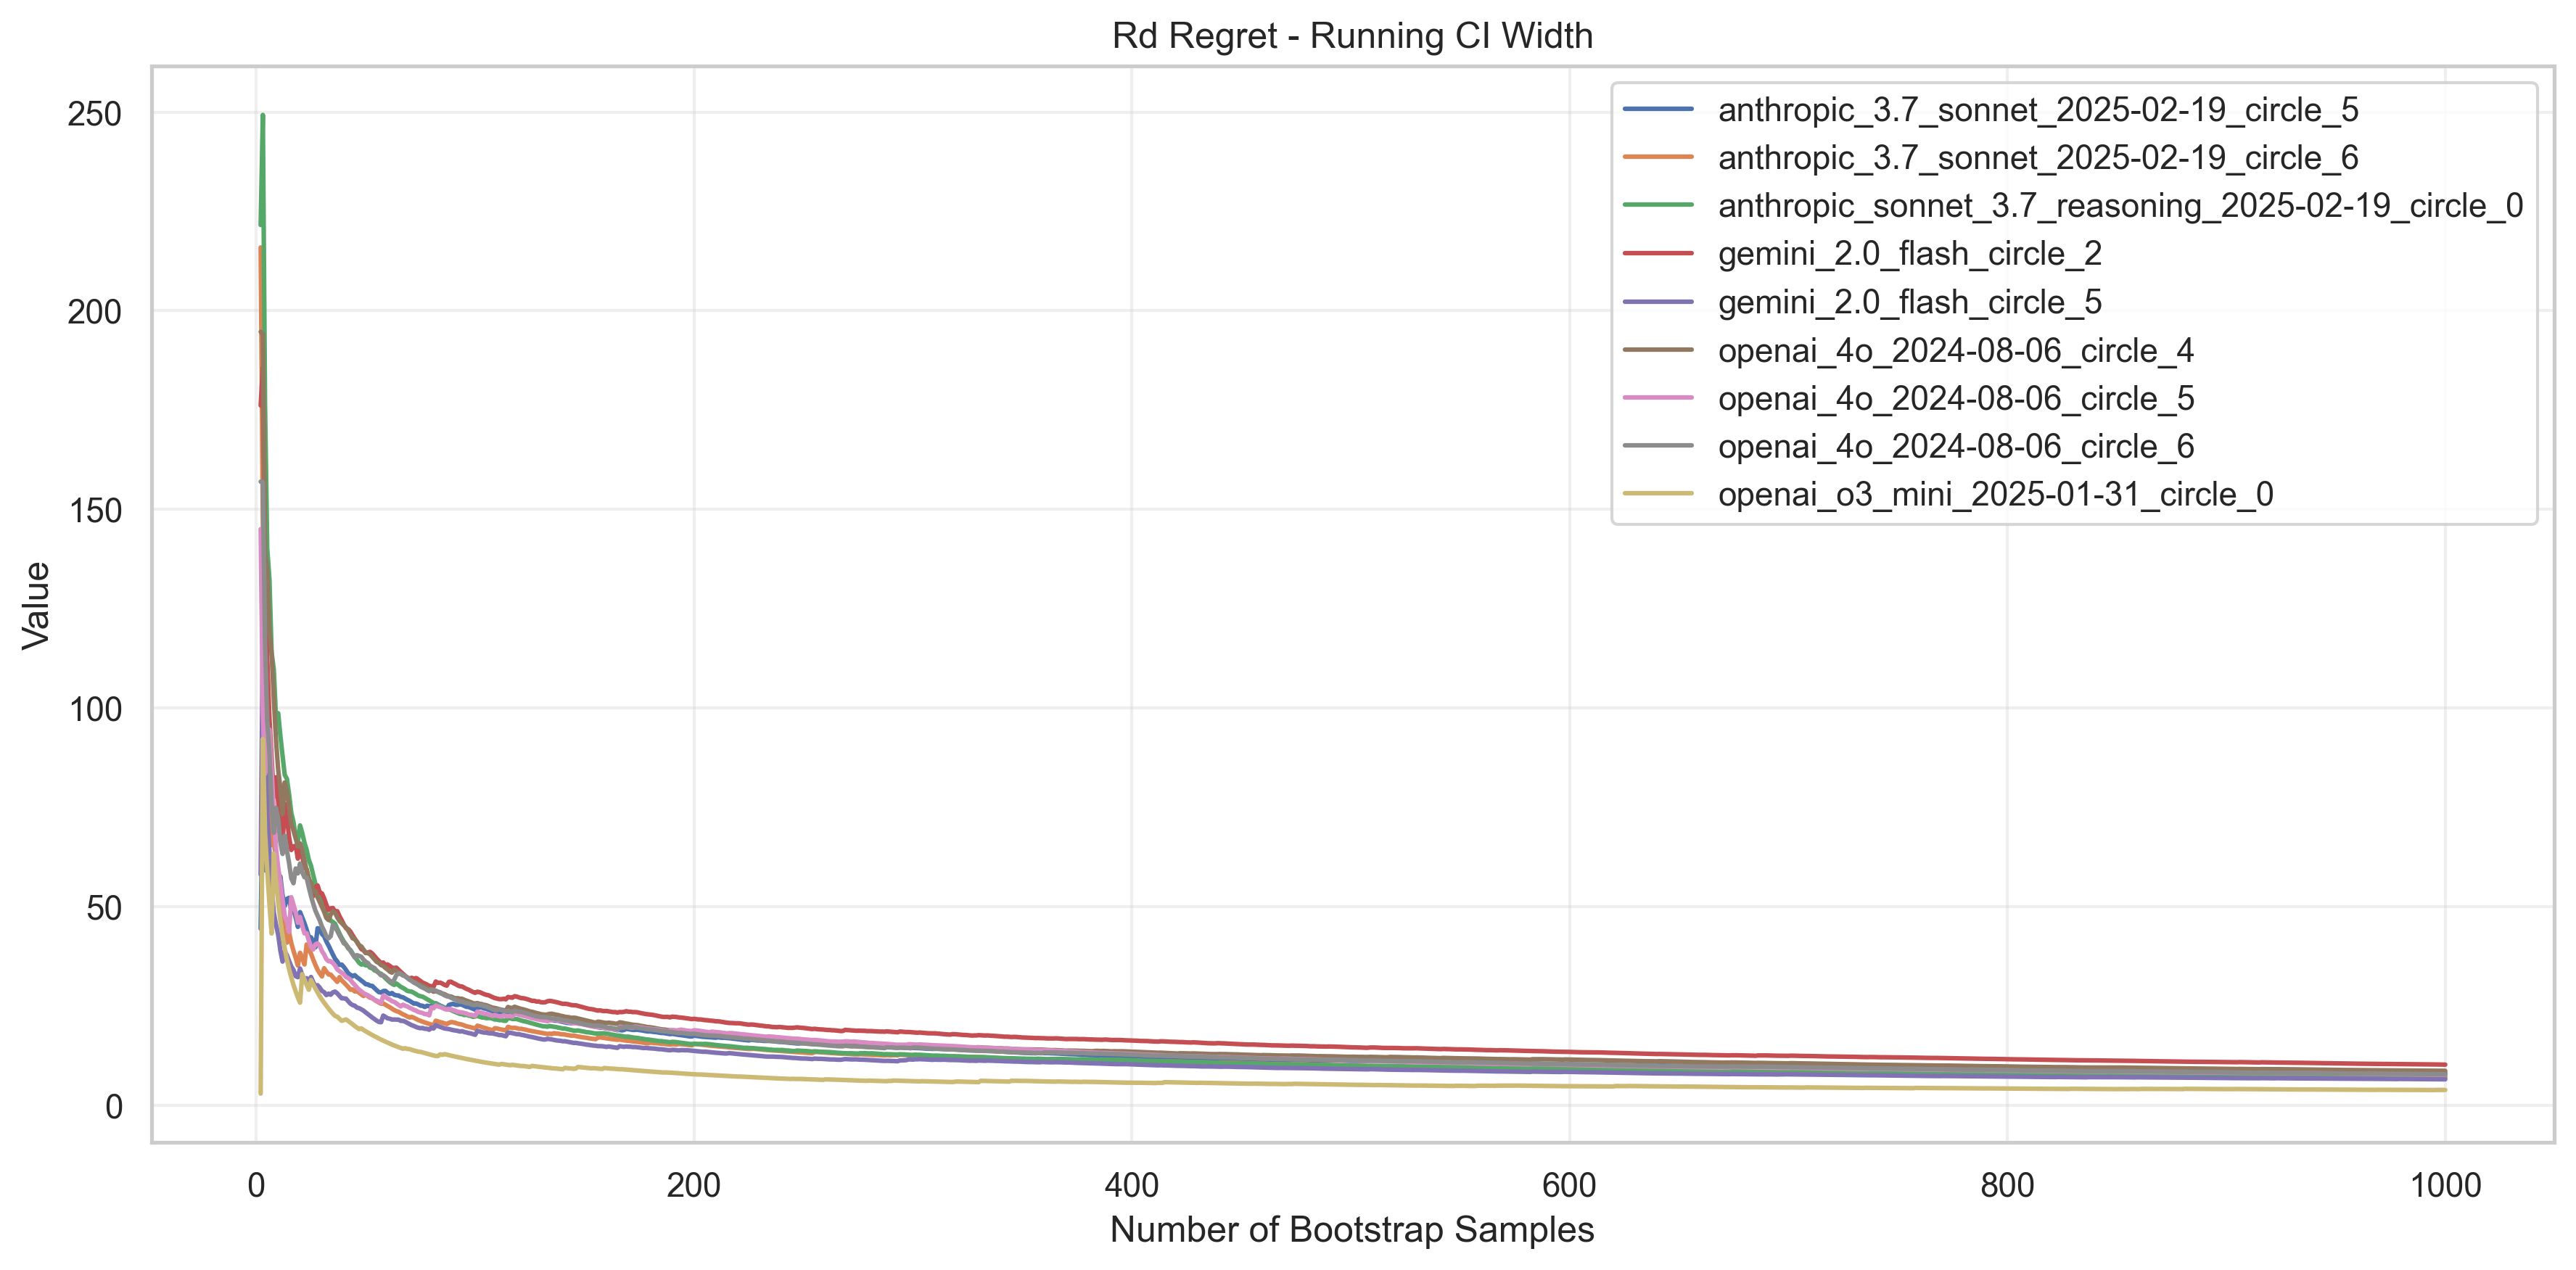 Rd Regret - Running CI Width
250
200
150
100
50
0
Value
0
200
400
600
800
1000
Number of Bootstrap Samples
anthropic_3.7_sonnet_2025-02-19_circle_5
anthropic_3.7_sonnet_2025-02-19_circle_6
anthropic_sonnet_3.7_reasoning_2025-02-19_circle_0
gemini_2.0_flash_circle_2
gemini_2.0_flash_circle_5
openai_4o_2024-08-06_circle_4
openai_4o_2024-08-06_circle_5
openai_4o_2024-08-06_circle_6
openai_o3_mini_2025-01-31_circle_0